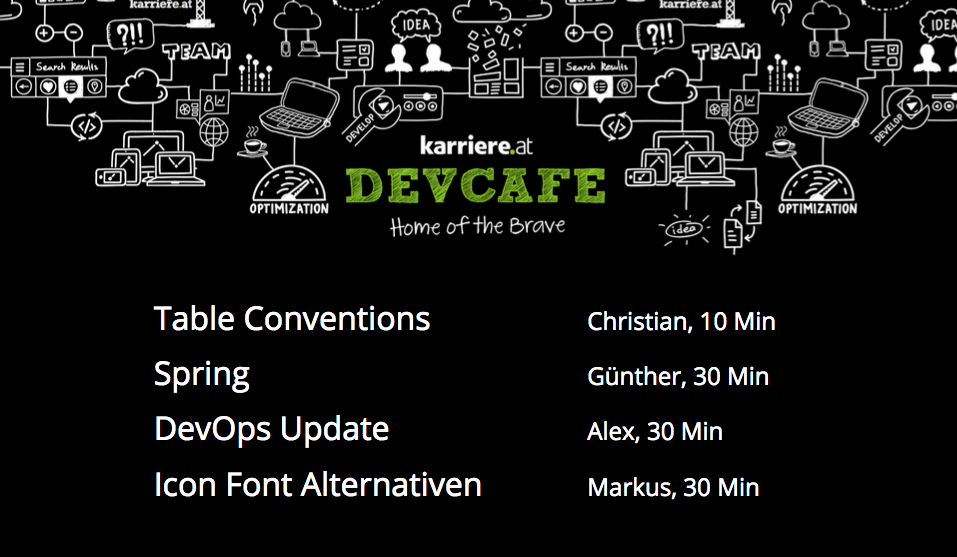 karriere.at
karriere.at
?!!
IDEA
?!!
IDEA
TEAM
TEAM
Search Results
Search Results
DEVELOP
DEVELOP
karriere.at
DEVCAFE
OPTIMIZATION
OPTIMIZATION
Home of the Brave
idea
Table Conventions
Christian, 10 Min
Spring
Günther, 30 Min
DevOps Update
Alex, 30 Min
Icon Font Alternativen
Markus, 30 Min